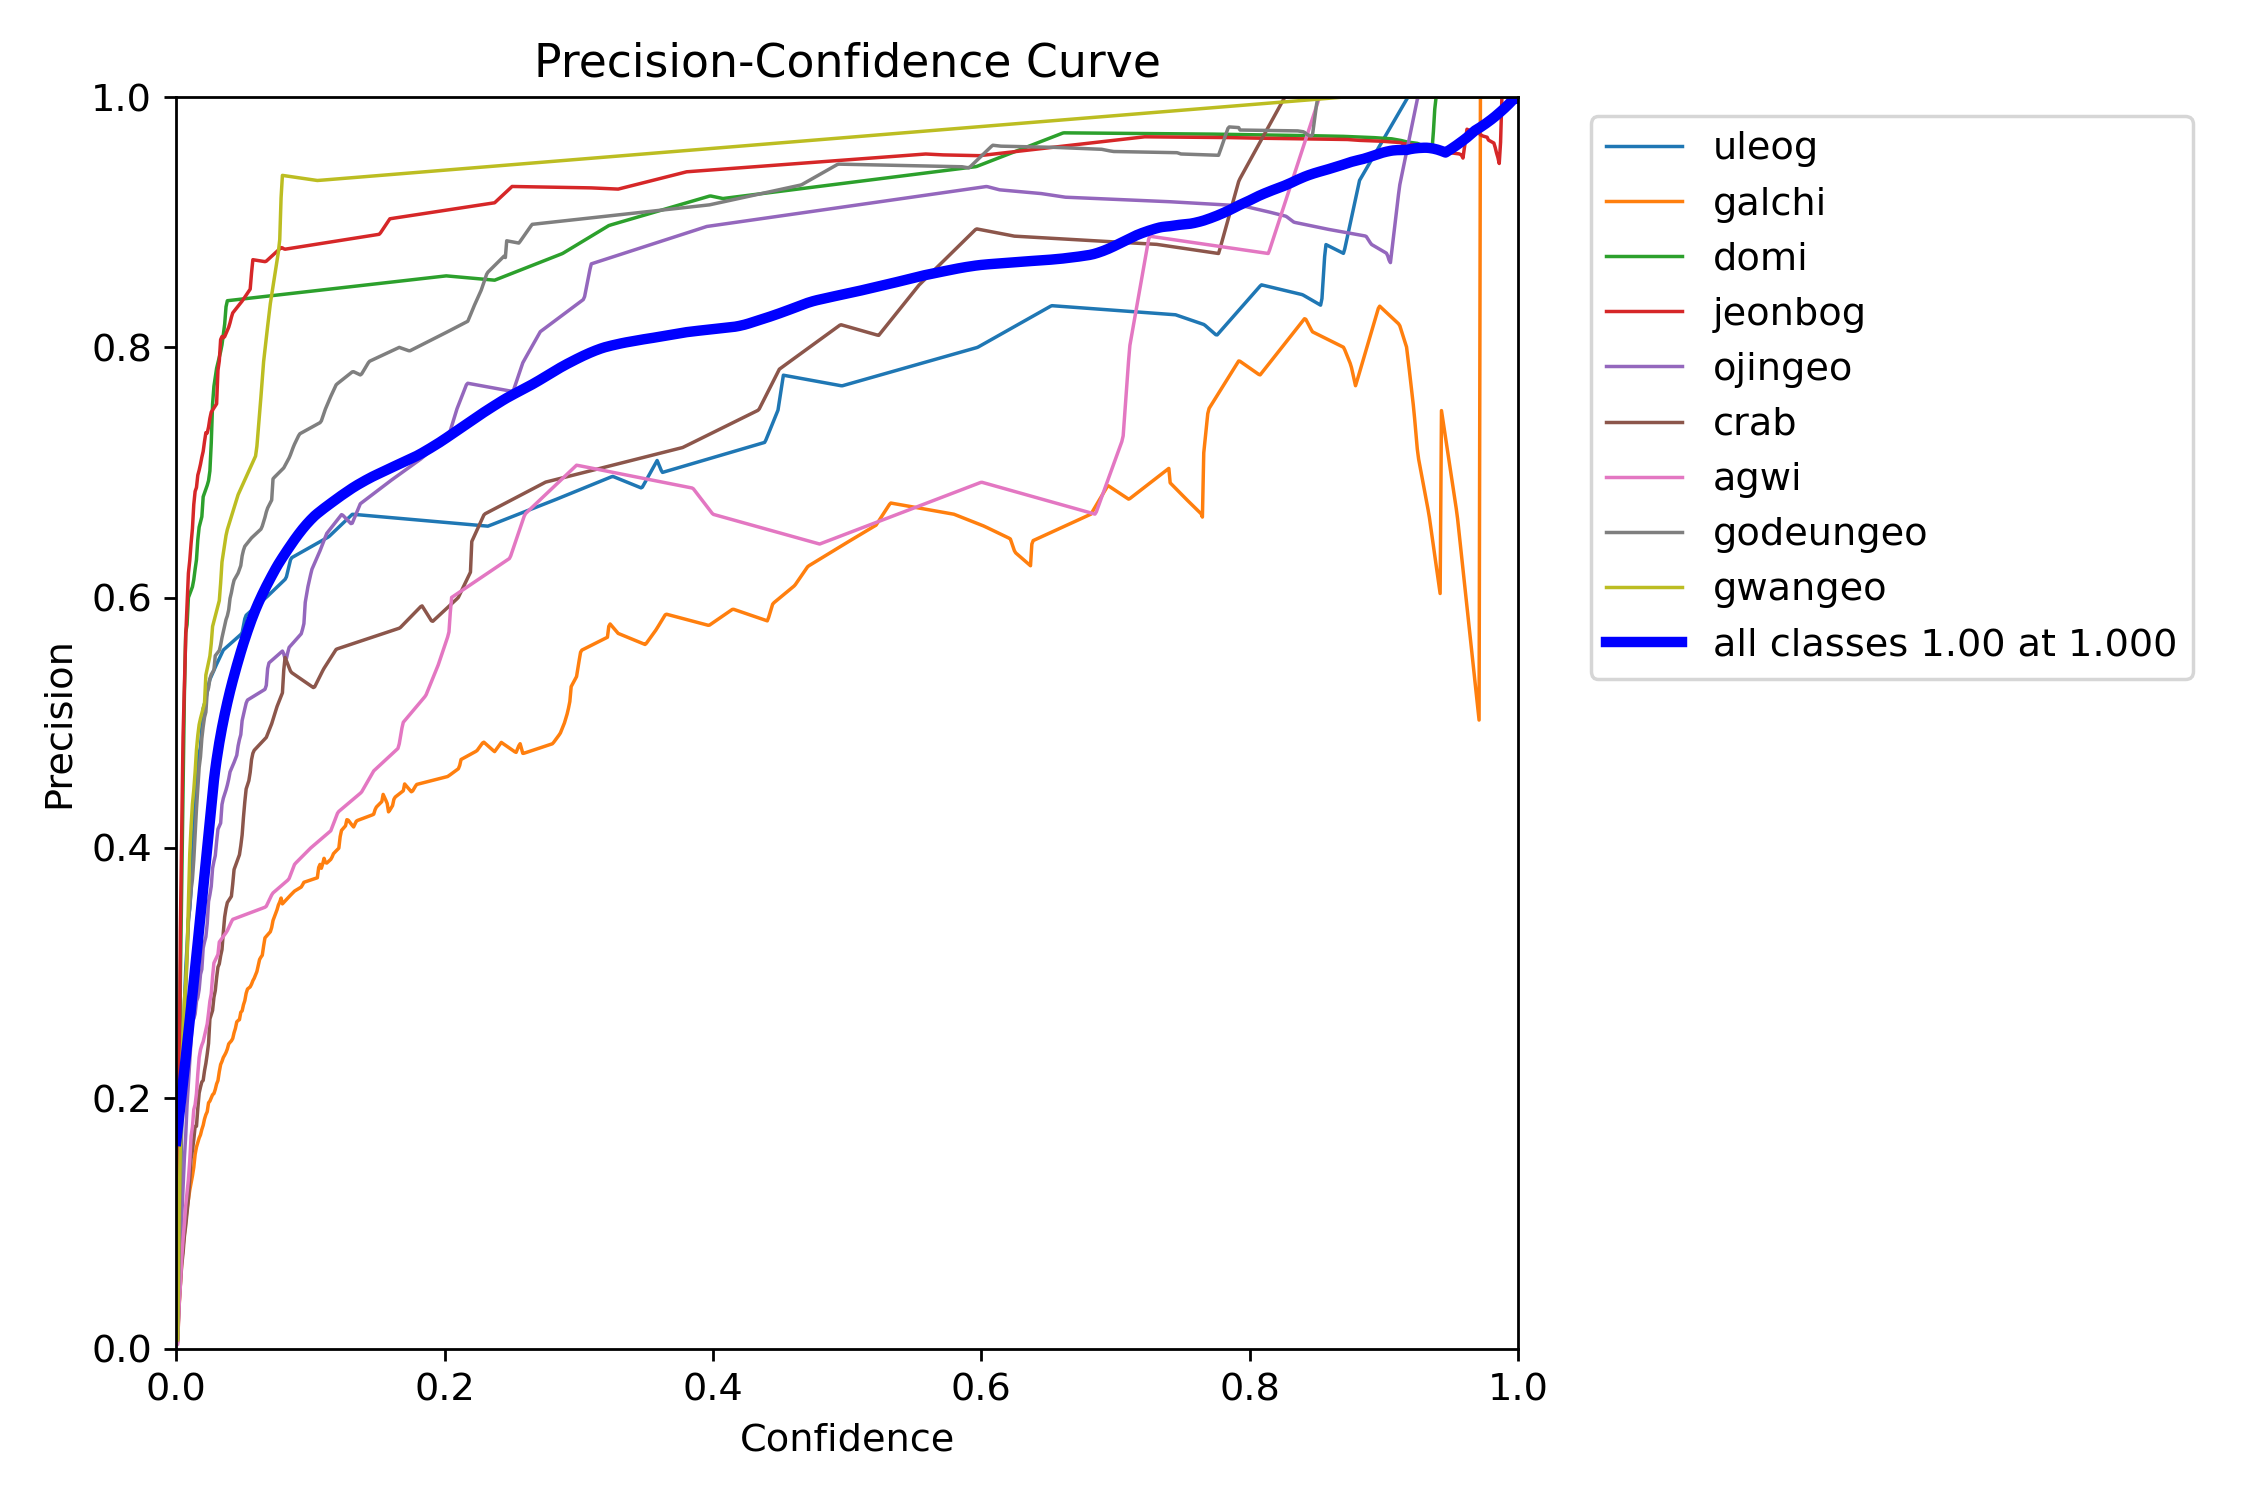 Precision-Confidence Curve
1.0
0.8
0.6
0.4
0.2
0.0
Precision
0.0 0.2 0.4 0.6 0.8 1.0
Confidence
uleog
galchi
domi
jeonbog
ojingeo
crab
agwi
godeungeo
gwangeo
all classes 1.00 at 1.000